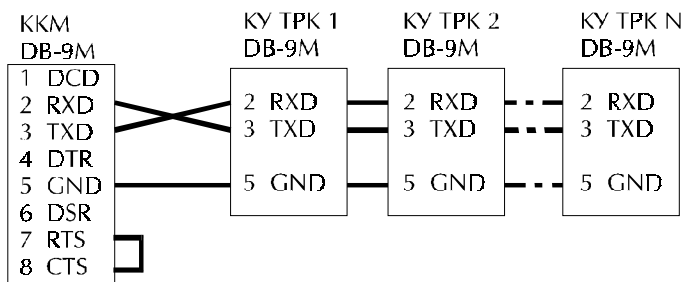 ККМ
DB-9M
1 DCD
2 RXD
3 TXD
4 DTR
5 GND
6 DSR
7 RTS
8 CTS
КУ ТРК 1
DB-9M
2 RXD
3 TXD
5 GND
КУ ТРК 2
DB-9M
2 RXD
3 TXD
5 GND
КУ ТРК N
DB-9M
2 RXD
3 TXD
5 GND